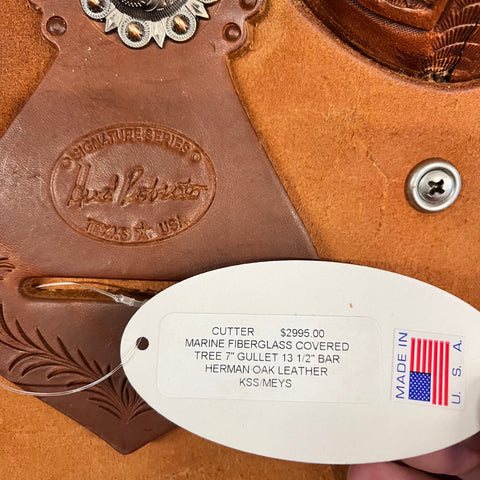 SIGNATURE SERIES
Hud Roberts
TEXAS USA
CUTTER $2995.00
MARINE FIBERGLASS COVERED
TREE 7" GULLET 13 1/2" BAR
HERMAN OAK LEATHER
KSS/MEYS
MADE IN
U.S.A.